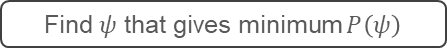 Find ψ that gives minimum P(ψ)